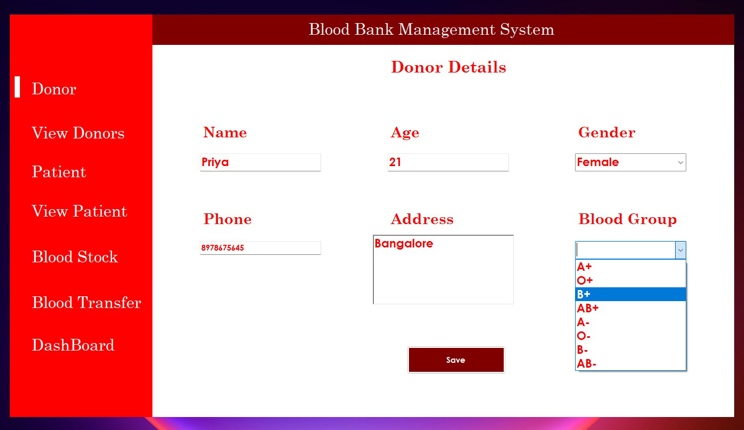 Blood Bank Management System
Donor Details
Donor
View Donors
Patient
View Patient
Blood Stock
Blood Transfer
DashBoard
Name
Age
Gender
Priya
21
Female
Phone
Address
Blood Group
8978675645
Bangalore
A+
O+
B+
AB+
A-
O-
B-
AB-
Save